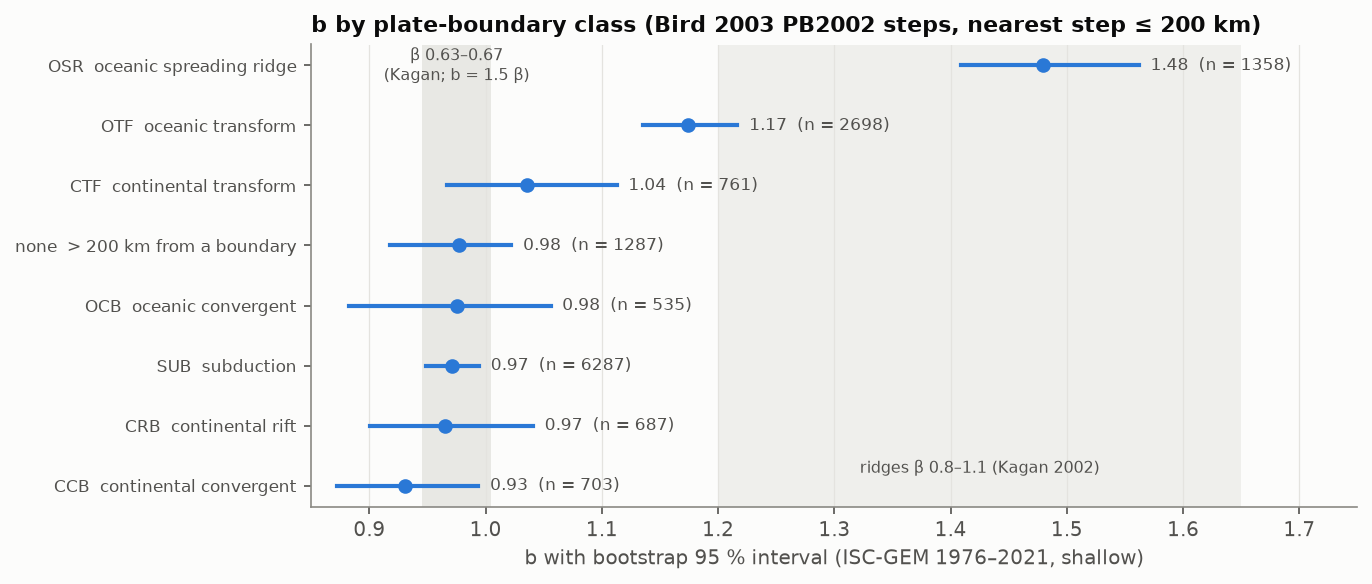 b by plate-boundary class (Bird 2003 PB2002 steps, nearest step ≤ 200 km)
β 0.63–0.67
(Kagan; b = 1.5 β)
OSR  oceanic spreading ridge
1.48  (n = 1358)
OTF  oceanic transform
1.17  (n = 2698)
CTF  continental transform
1.04  (n = 761)
none  > 200 km from a boundary
0.98  (n = 1287)
OCB  oceanic convergent
0.98  (n = 535)
SUB  subduction
0.97  (n = 6287)
CRB  continental rift
0.97  (n = 687)
ridges β 0.8–1.1 (Kagan 2002)
CCB  continental convergent
0.93  (n = 703)
0.9 1.0 1.1 1.2 1.3 1.4 1.5 1.6 1.7
b with bootstrap 95 % interval (ISC-GEM 1976–2021, shallow)